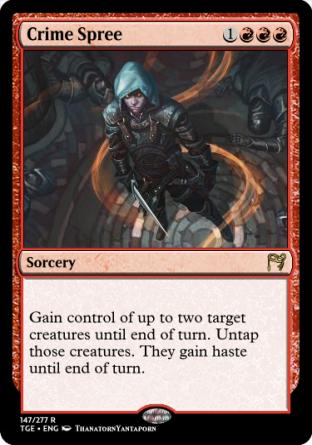 Crime Spree 1
Sorcery
Gain control of up to two target
creatures until end of turn. Untap
those creatures. They gain haste
until end of turn.
147/277 R
TGE • ENG ThanatornYantaporn